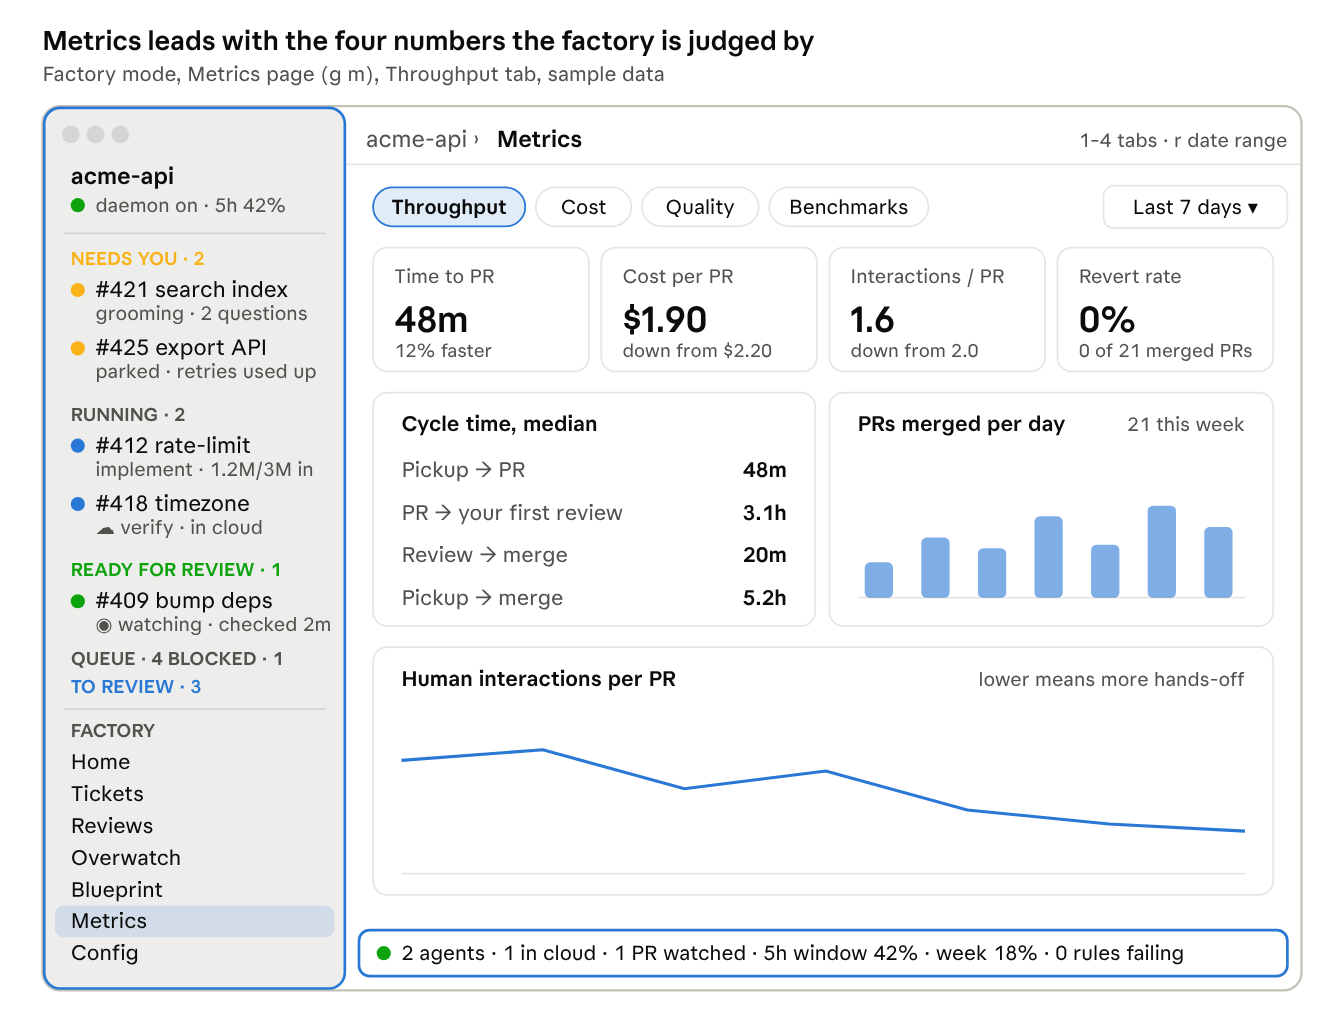 Metrics leads with the four numbers the factory is judged by
Factory mode, Metrics page (g m), Throughput tab, sample data
acme-api
daemon on · 5h 42%
NEEDS YOU · 2
#421 search index
grooming · 2 questions
#425 export API
parked · retries used up
RUNNING · 2
#412 rate-limit
implement · 1.2M/3M in
#418 timezone
☁ verify · in cloud
READY FOR REVIEW · 1
#409 bump deps
◉ watching · checked 2m
QUEUE · 4 BLOCKED · 1
TO REVIEW · 3
FACTORY
Home
Tickets
Reviews
Overwatch
Blueprint
Metrics
Config
acme-api › Metrics
1–4 tabs · r date range
Throughput
Cost
Quality
Benchmarks
Last 7 days ▾
Time to PR
48m
12% faster
Cost per PR
$1.90
down from $2.20
Interactions / PR
1.6
down from 2.0
Revert rate
0%
0 of 21 merged PRs
Cycle time, median
Pickup → PR 48m
PR → your first review 3.1h
Review → merge 20m
Pickup → merge 5.2h
PRs merged per day
21 this week
Human interactions per PR
lower means more hands-off
2 agents · 1 in cloud · 1 PR watched · 5h window 42% · week 18% · 0 rules failing